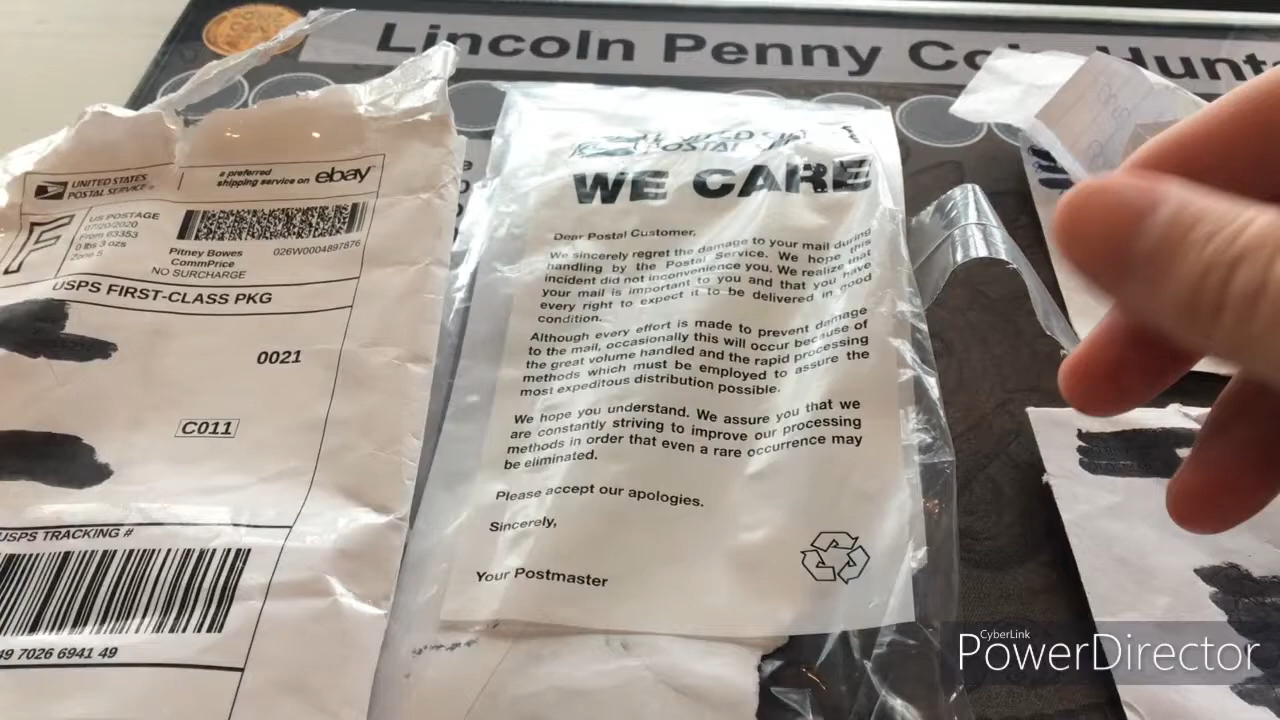 Lincoln Penny
UNITED STATES
POSTAL SERVICE
a preferred
shipping service on ebay
F
US POSTAGE
07/20/2020
From 63353
0 lbs 3 ozs
Zone 5
Pitney Bowes
CommPrice
NO SURCHARGE
026W0004897876
USPS FIRST-CLASS PKG
0021
C011
USPS TRACKING #
49 7026 6941 49
UNITED
POSTAL
WE CARE
Dear Postal Customer,
We sincerely regret the damage to your mail during
handling by the Postal Service. We hope this
incident did not inconvenience you. We realize that
your mail is important to you and that you have
every right to expect it to be delivered in good
condition.
Although every effort is made to prevent damage
to the mail, occasionally this will occur because of
the great volume handled and the rapid processing
methods which must be employed to assure the
most expeditous distribution possible.
We hope you understand. We assure you that we
are constantly striving to improve our processing
methods in order that even a rare occurrence may
be eliminated.
Please accept our apologies.
Sincerely,
Your Postmaster
CyberLink
PowerDirector